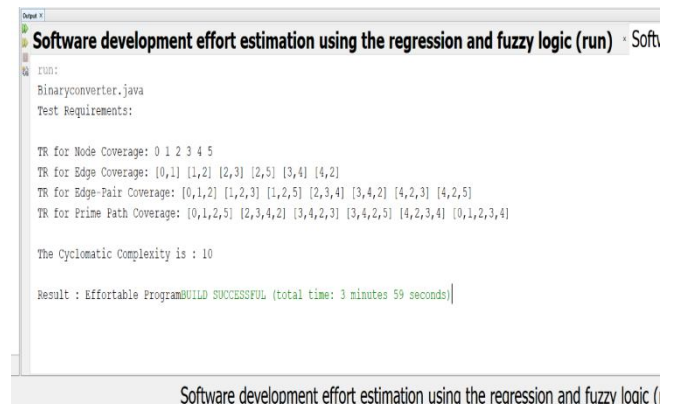 Output ×
Software development effort estimation using the regression and fuzzy logic (run) × Softw
run:
Binaryconverter.java
Test Requirements:
TR for Node Coverage: 0 1 2 3 4 5
TR for Edge Coverage: [0,1] [1,2] [2,3] [2,5] [3,4] [4,2]
TR for Edge-Pair Coverage: [0,1,2] [1,2,3] [1,2,5] [2,3,4] [3,4,2] [4,2,3] [4,2,5]
TR for Prime Path Coverage: [0,1,2,5] [2,3,4,2] [3,4,2,3] [3,4,2,5] [4,2,3,4] [0,1,2,3,4]
The Cyclomatic Complexity is : 10
Result : Effortable ProgramBUILD SUCCESSFUL (total time: 3 minutes 59 seconds)
Software development effort estimation using the regression and fuzzy logic (